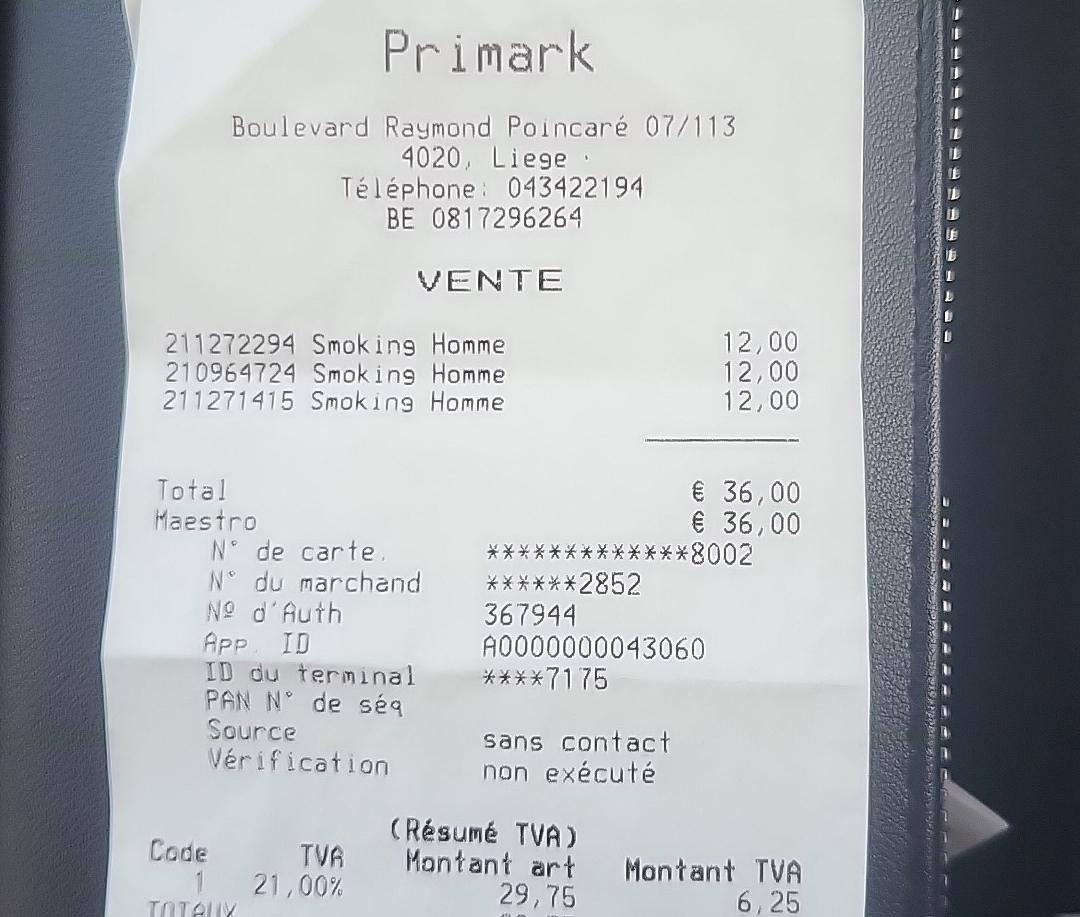 Primark
Boulevard Raymond Poincaré 07/113
4020, Liege
Téléphone: 043422194
BE 0817296264
VENTE
211272294 Smoking Homme 12,00
210964724 Smoking Homme 12,00
211271415 Smoking Homme 12,00
Total € 36,00
Maestro € 36,00
N° de carte. *************8002
N° du marchand ******2852
Nº d'Auth 367944
App. ID A0000000043060
ID du terminal ****7175
PAN N° de séq
Source sans contact
Vérification non exécuté
(Résumé TVA)
Code TVA Montant art Montant TVA
1 21,00% 29,75 6,25
TOTAUX